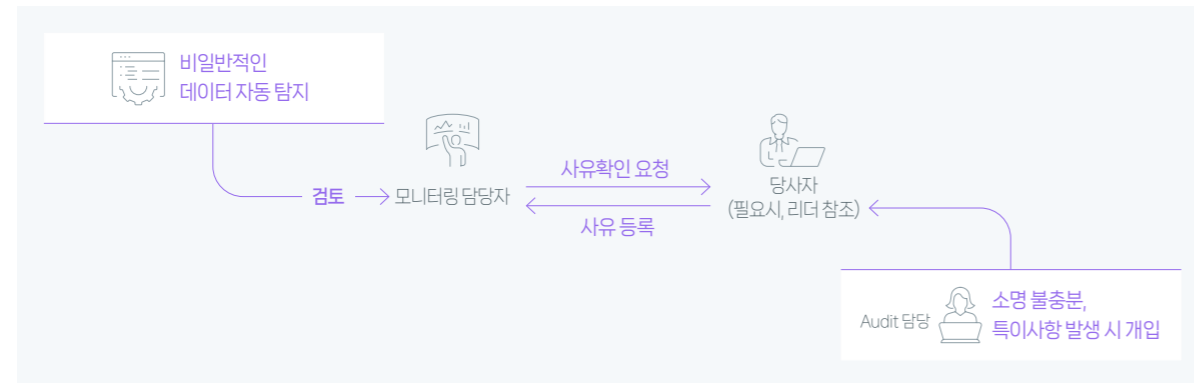 비일반적인
데이터 자동 탐지
검토
모니터링 담당자
사유확인 요청
사유 등록
당사자
(필요시, 리더 참조)
Audit 담당
소명 불충분,
특이사항 발생 시 개입